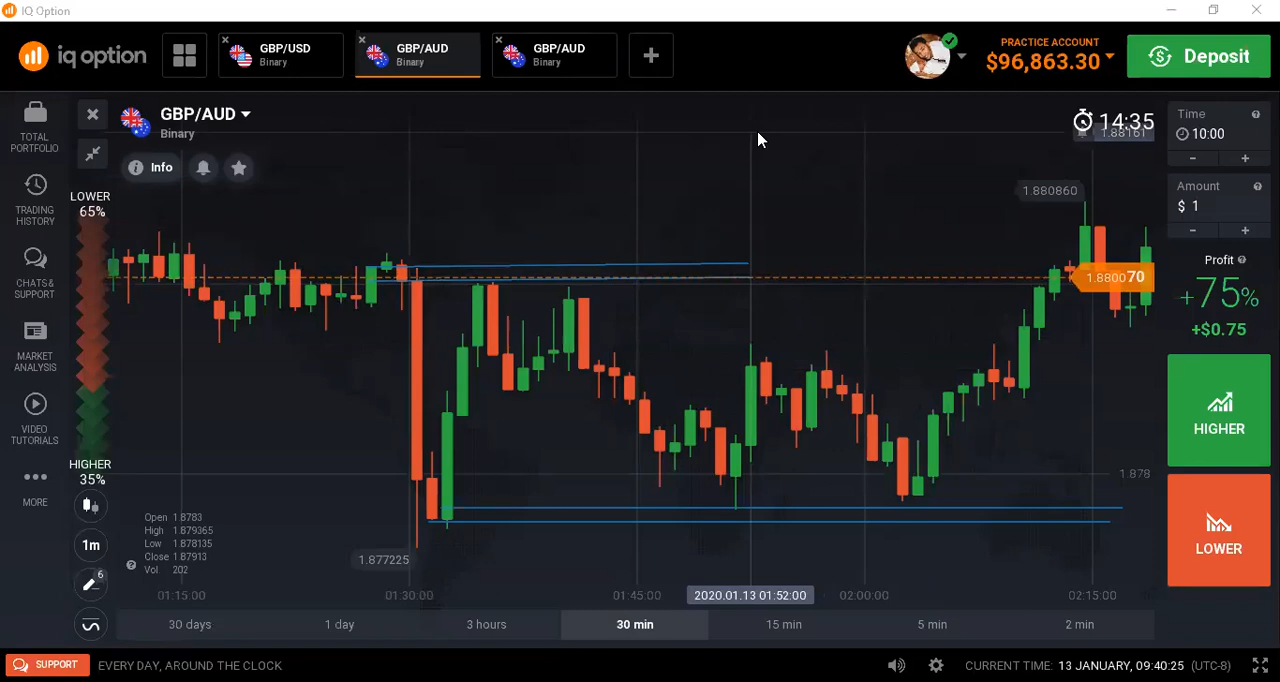 IQ Option
iq option
GBP/USD
Binary
GBP/AUD
Binary
GBP/AUD
Binary
PRACTICE ACCOUNT
$96,863.30
Deposit
TOTAL
PORTFOLIO
TRADING
HISTORY
CHATS &
SUPPORT
MARKET
ANALYSIS
VIDEO
TUTORIALS
MORE
GBP/AUD
Binary
Info
LOWER
65%
HIGHER
35%
1m
6
14:35
1.88161
1.880860
1.880070
1.878
1.877225
Open 1.8783
High 1.879365
Low 1.878135
Close 1.87913
Vol 202
01:15:00
01:30:00
01:45:00
2020.01.13 01:52:00
02:00:00
02:15:00
30 days
1 day
3 hours
30 min
15 min
5 min
2 min
Time
10:00
- +
Amount
$ 1
- +
Profit
+75%
+$0.75
HIGHER
LOWER
SUPPORT
EVERY DAY, AROUND THE CLOCK
CURRENT TIME: 13 JANUARY, 09:40:25 (UTC-8)